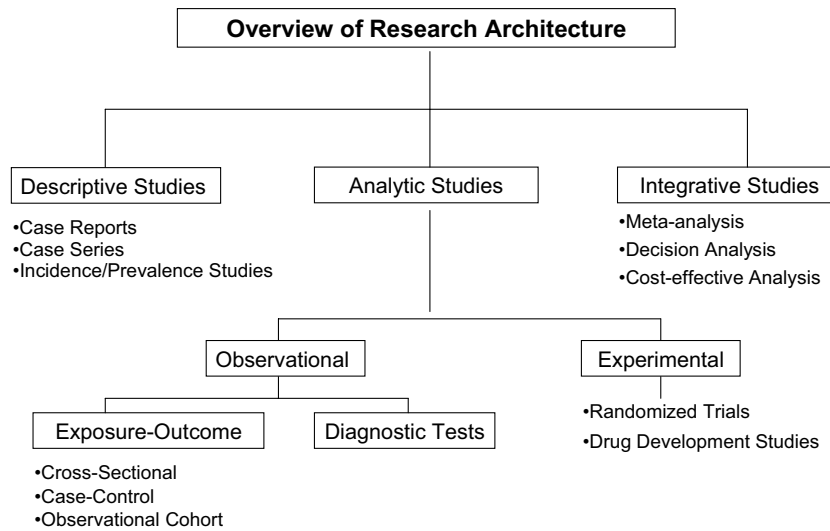 Overview of Research Architecture
Descriptive Studies
•Case Reports
•Case Series
•Incidence/Prevalence Studies
Analytic Studies
Integrative Studies
•Meta-analysis
•Decision Analysis
•Cost-effective Analysis
Observational
Exposure-Outcome
•Cross-Sectional
•Case-Control
•Observational Cohort
Diagnostic Tests
Experimental
•Randomized Trials
•Drug Development Studies